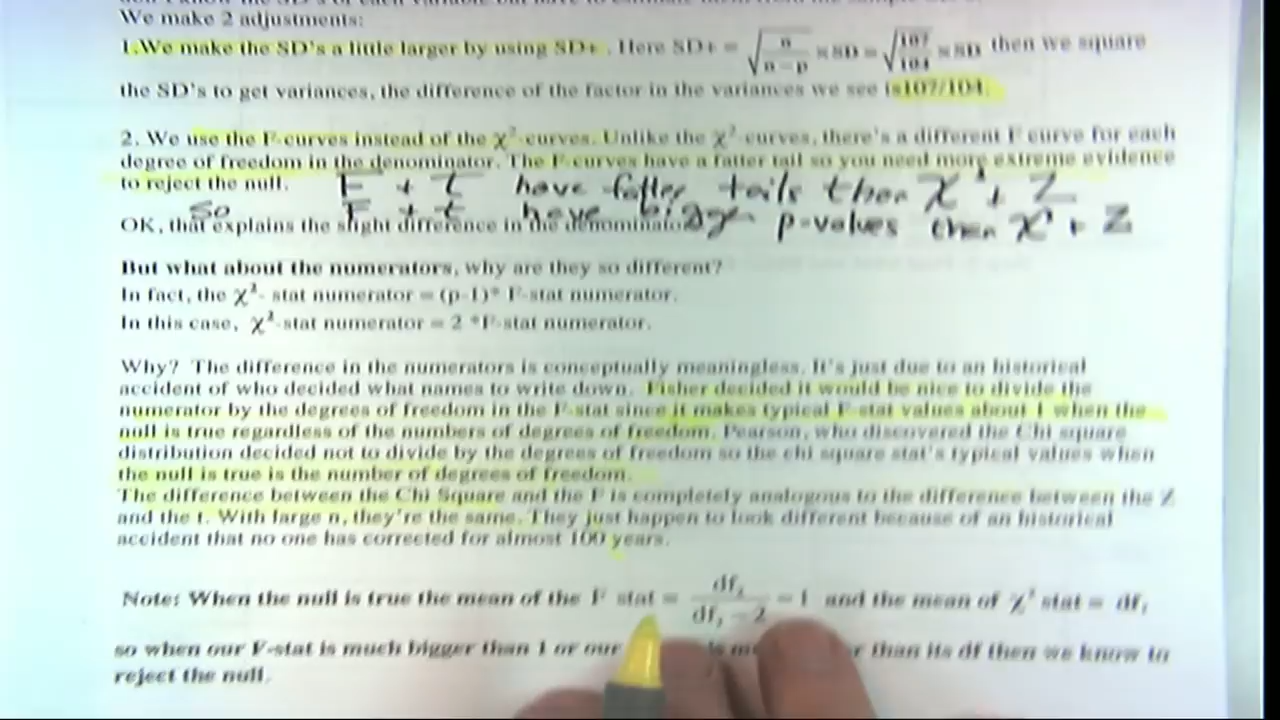 We make 2 adjustments:
1.We make the SD's a little larger by using SD+ . Here SD+ = √(n/(n−p)) ×SD = √(107/104) ×SD then we square
the SD's to get variances, the difference of the factor in the variances we see is 107/104.
2. We use the F-curves instead of the χ²-curves. Unlike the χ²-curves, there's a different F curve for each
degree of freedom in the denominator. The F-curves have a fatter tail so you need more extreme evidence
to reject the null. F + t have fatter tails then χ² + Z
so F + t have bigger p-values then χ² + Z
OK, that explains the slight difference in the denominato
But what about the numerators, why are they so different?
In fact, the χ²- stat numerator = (p-1)* F-stat numerator.
In this case, χ²-stat numerator = 2 *F-stat numerator.
Why? The difference in the numerators is conceptually meaningless. It's just due to an historical
accident of who decided what names to write down. Fisher decided it would be nice to divide the
numerator by the degrees of freedom in the F-stat since it makes typical F-stat values about 1 when the
null is true regardless of the numbers of degrees of freedom. Pearson, who discovered the Chi square
distribution decided not to divide by the degrees of freedom so the chi square stat's typical values when
the null is true is the number of degrees of freedom.
The difference between the Chi Square and the F is completely analogous to the difference between the Z
and the t. With large n, they're the same. They just happen to look different because of an historical
accident that no one has corrected for almost 100 years.
Note: When the null is true the mean of the F stat = df₂/(df₂ − 2) ~ 1 and the mean of χ² stat = df,
so when our F-stat is much bigger than 1 or our is than its df then we know to
reject the null.